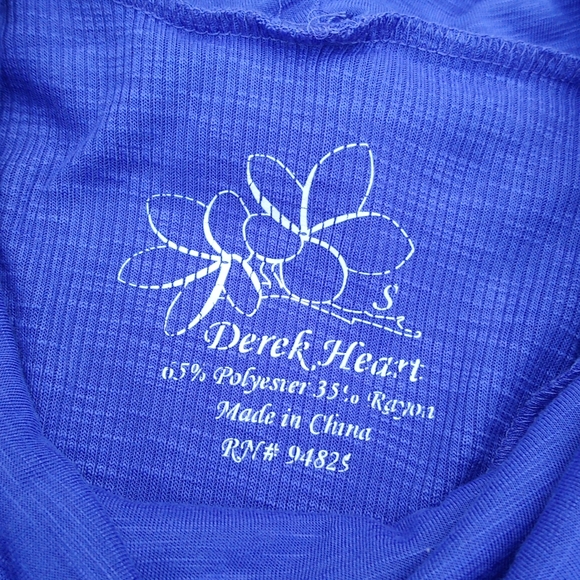 S
Derek Heart
65% Polyester 35% Rayon
Made in China
RN# 94825